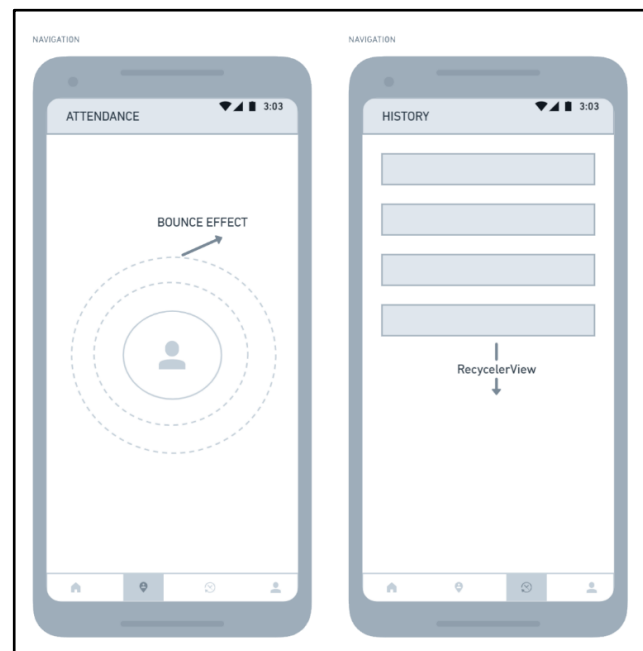 NAVIGATION
ATTENDANCE
3:03
BOUNCE EFFECT
NAVIGATION
HISTORY
3:03
RecycelerView